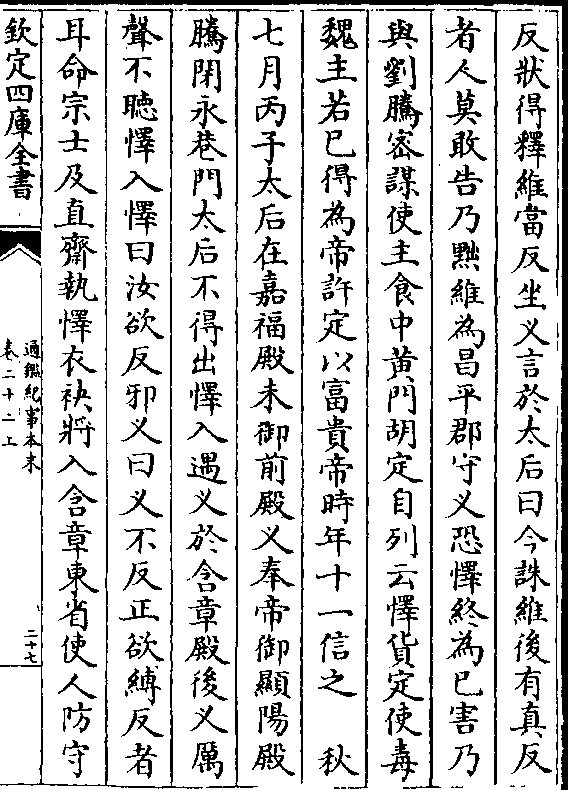 反狀得釋維當反坐义言於太后曰今誅維後有真反
者人莫敢告乃黜維為昌平郡守义恐懌終為已害乃
與劉騰密謀使主食中黄門胡定自列云懌貨定使毒
魏主若已得為帝許定以富貴帝時年十一信之　秋
七月丙子太后在嘉福殿未御前殿义奉帝御顯陽殿
騰閉永巷門太后不得出懌入遇义於含章殿後义厲
聲不聽懌入懌曰汝欲反邪义曰义不反正欲縛反者
耳命宗士及直齋執懌衣袂將入含章東省使人防守
欽定四庫全書
通鑑紀事本末
卷二十二上
二十七